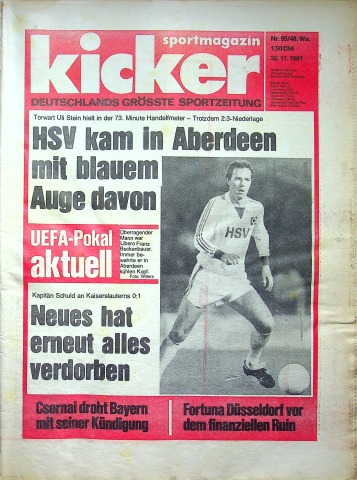 sportmagazin
kicker
DEUTSCHLANDS GRÖSSTE SPORTZEITUNG
Nr. 95/48. Wo.
1,50 DM
26. 11. 1981
Torwart Uli Stein hielt in der 73. Minute Handelfmeter – Trotzdem 2:3-Niederlage
HSV kam in Aberdeen
mit blauem
Auge davon
UEFA-Pokal
aktuell
Überragender
Mann war
Libero Franz
Beckenbauer.
Immer be-
wahrte er in
Aberdeen
kühlen Kopf.
Foto: Witters
HSV
Kapitän Schuld an Kaiserslauterns 0:1
Neues hat
erneut alles
verdorben
Csernai droht Bayern
mit seiner Kündigung
Fortuna Düsseldorf vor
dem finanziellen Ruin